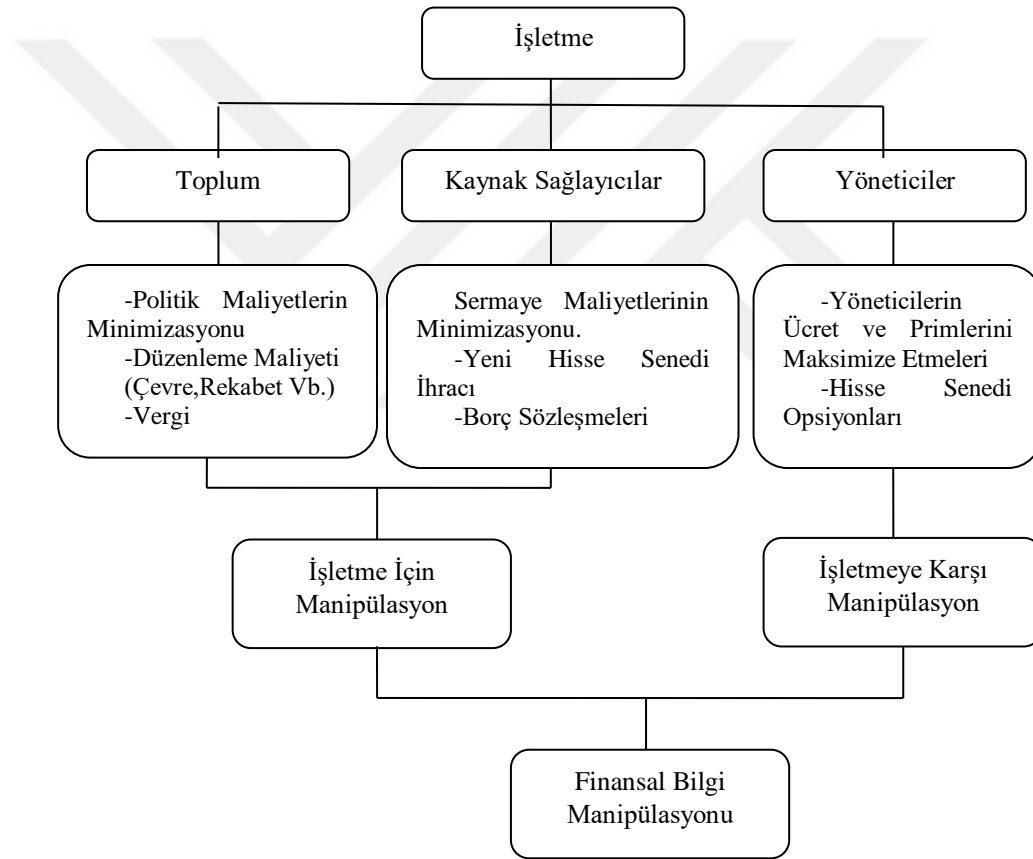 İşletme
Toplum
Kaynak Sağlayıcılar
Yöneticiler
-Politik Maliyetlerin
Minimizasyonu
-Düzenleme Maliyeti
(Çevre,Rekabet Vb.)
-Vergi
Sermaye Maliyetlerinin
Minimizasyonu.
-Yeni Hisse Senedi
İhracı
-Borç Sözleşmeleri
-Yöneticilerin
Ücret ve Primlerini
Maksimize Etmeleri
-Hisse Senedi
Opsiyonları
İşletme İçin
Manipülasyon
İşletmeye Karşı
Manipülasyon
Finansal Bilgi
Manipülasyonu